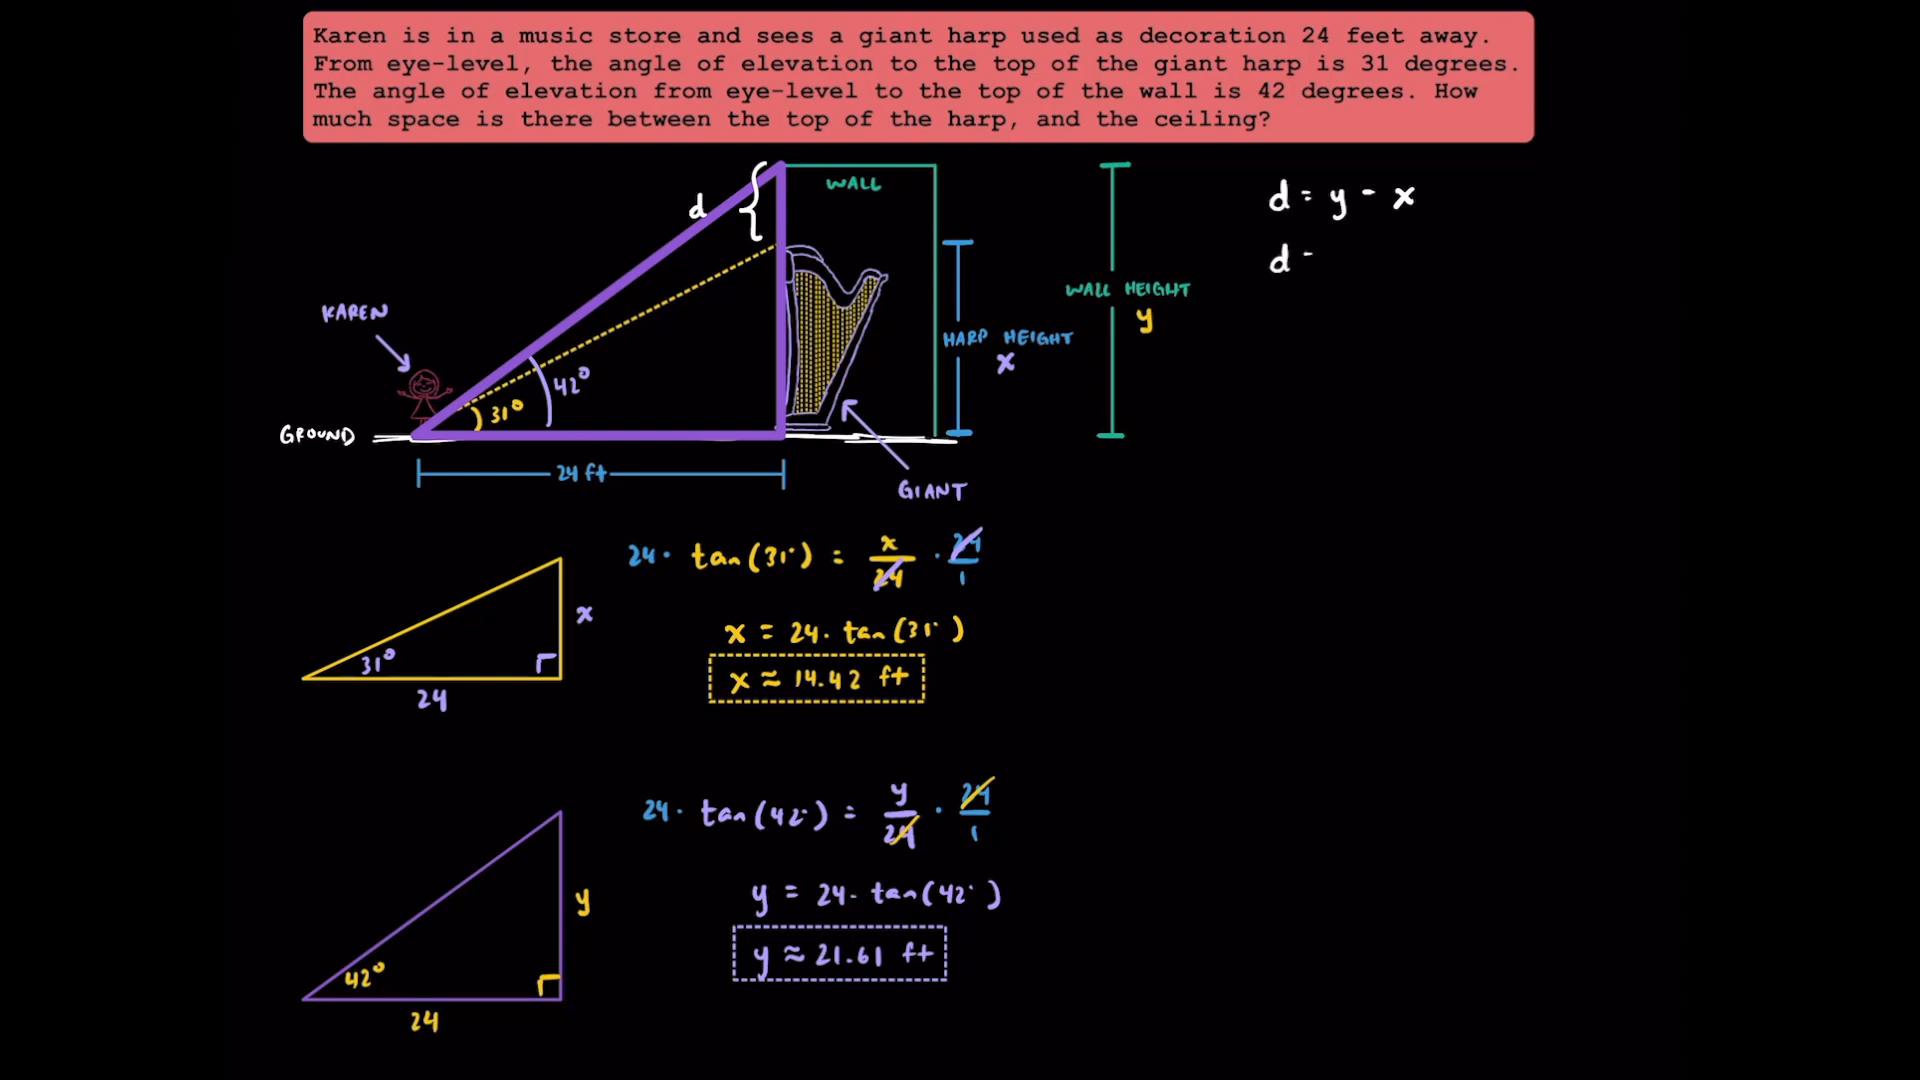 Karen is in a music store and sees a giant harp used as decoration 24 feet away.
From eye-level, the angle of elevation to the top of the giant harp is 31 degrees.
The angle of elevation from eye-level to the top of the wall is 42 degrees. How
much space is there between the top of the harp, and the ceiling?
WALL
d
d = y - x
d =
WALL HEIGHT
y
KAREN
HARP HEIGHT
x
42°
31°
GROUND
24 ft
GIANT
24 · tan(31°) = x/24 · 24/1
x
x = 24 · tan(31°)
31°
x ≈ 14.42 ft
24
24 · tan(42°) = y/24 · 24/1
y = 24 · tan(42°)
y
y ≈ 21.61 ft
42°
24